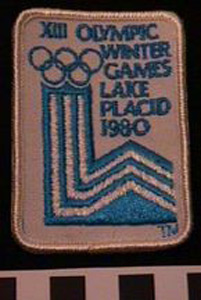 XIII OLYMPIC
WINTER
GAMES
LAKE
PLACID
1980
TM